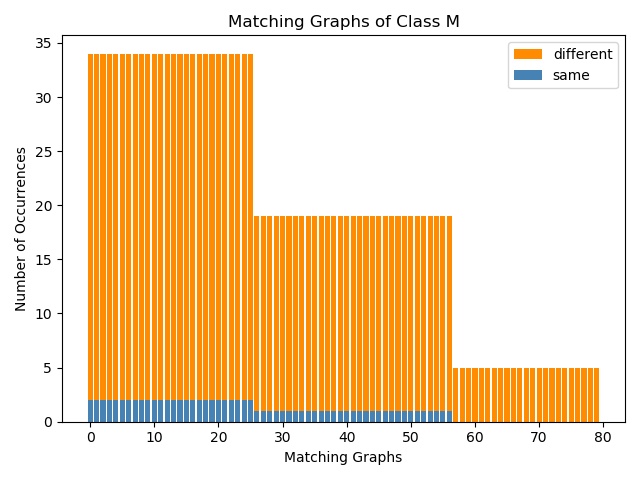 Matching Graphs of Class M
different
same
Number of Occurrences
35
30
25
20
15
10
5
0
0 10 20 30 40 50 60 70 80
Matching Graphs